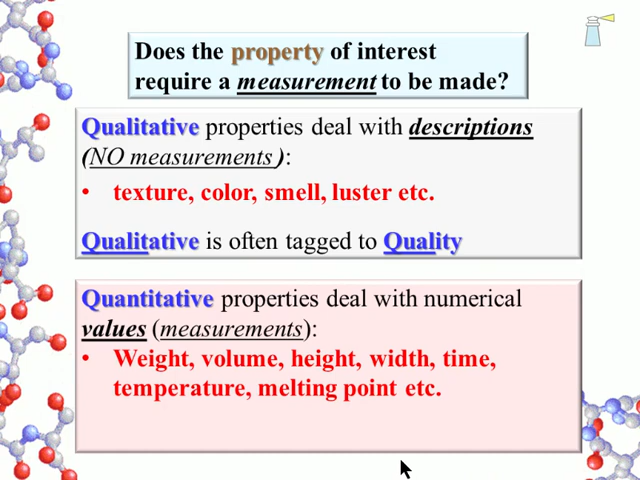 Does the property of interest
require a measurement to be made?
Qualitative properties deal with descriptions
(NO measurements ):
• texture, color, smell, luster etc.
Qualitative is often tagged to Quality
Quantitative properties deal with numerical
values (measurements):
• Weight, volume, height, width, time,
temperature, melting point etc.